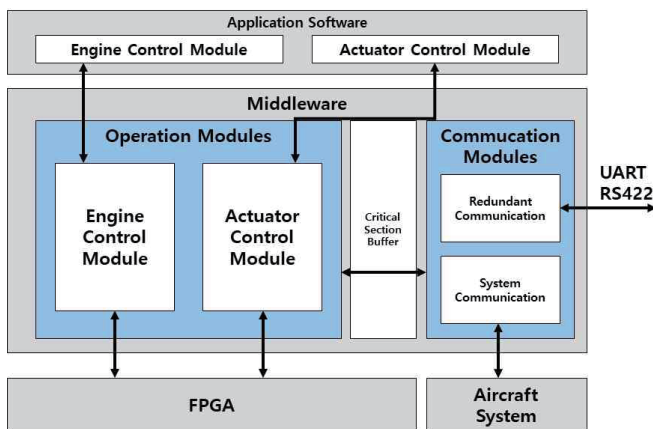 Application Software
Engine Control Module
Actuator Control Module
Middleware
Operation Modules
Engine
Control
Module
Actuator
Control
Module
Critical
Section
Buffer
Commucation
Modules
Redundant
Communication
System
Communication
UART
RS422
FPGA
Aircraft
System